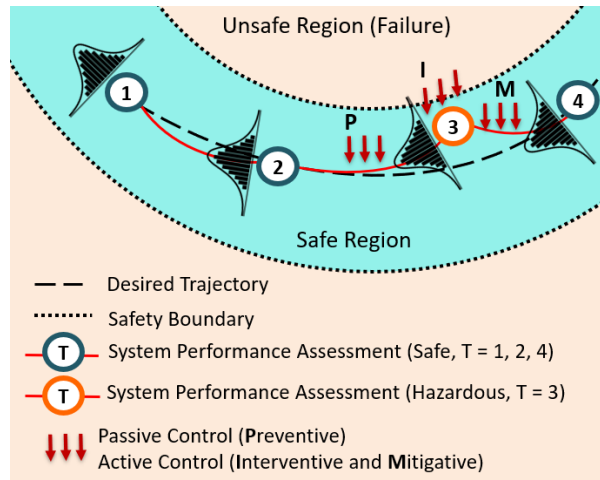 Unsafe Region (Failure)
I
M
P
1
2
3
4
Safe Region
Desired Trajectory
Safety Boundary
T System Performance Assessment (Safe, T = 1, 2, 4)
T System Performance Assessment (Hazardous, T = 3)
Passive Control (Preventive)
Active Control (Interventive and Mitigative)